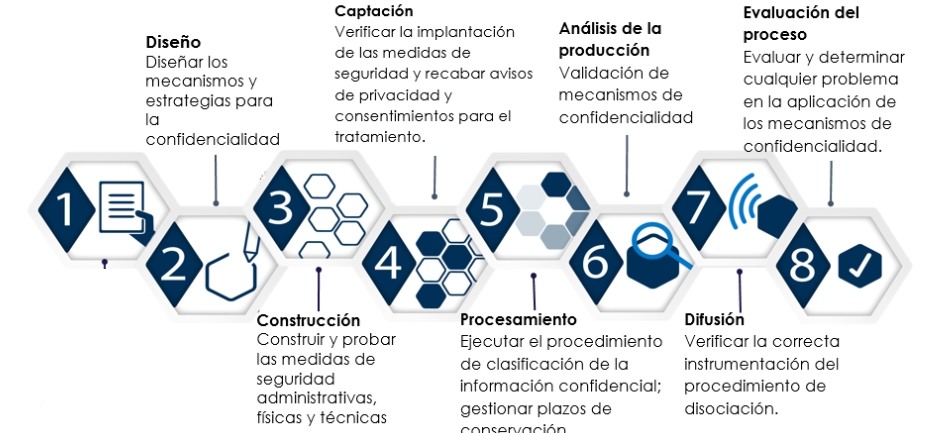 1
2
Diseño
Diseñar los
mecanismos y
estrategias para
la
confidencialidad
3
Construcción
Construir y probar
las medidas de
seguridad
administrativas,
físicas y técnicas
4
Captación
Verificar la implantación
de las medidas de
seguridad y recabar avisos
de privacidad y
consentimientos para el
tratamiento.
5
Procesamiento
Ejecutar el procedimiento
de clasificación de la
información confidencial;
gestionar plazos de
conservación
6
Análisis de la
producción
Validación de
mecanismos de
confidencialidad
7
Difusión
Verificar la correcta
instrumentación del
procedimiento de
disociación.
8
Evaluación del
proceso
Evaluar y determinar
cualquier problema
en la aplicación de
los mecanismos de
confidencialidad.